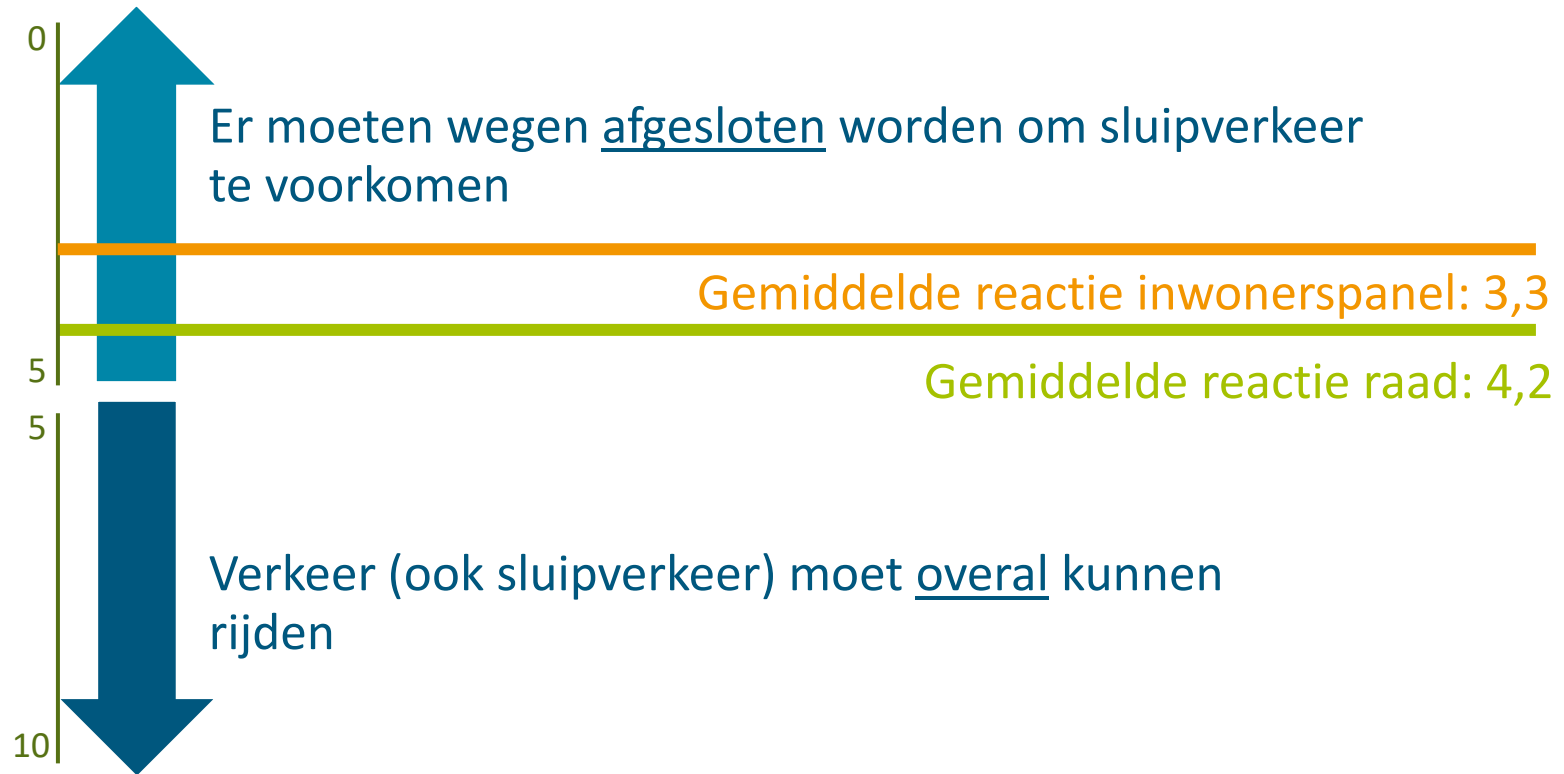 0
Er moeten wegen afgesloten worden om sluipverkeer
te voorkomen
Gemiddelde reactie inwonerspanel: 3,3
5
Gemiddelde reactie raad: 4,2
5
Verkeer (ook sluipverkeer) moet overal kunnen
rijden
10